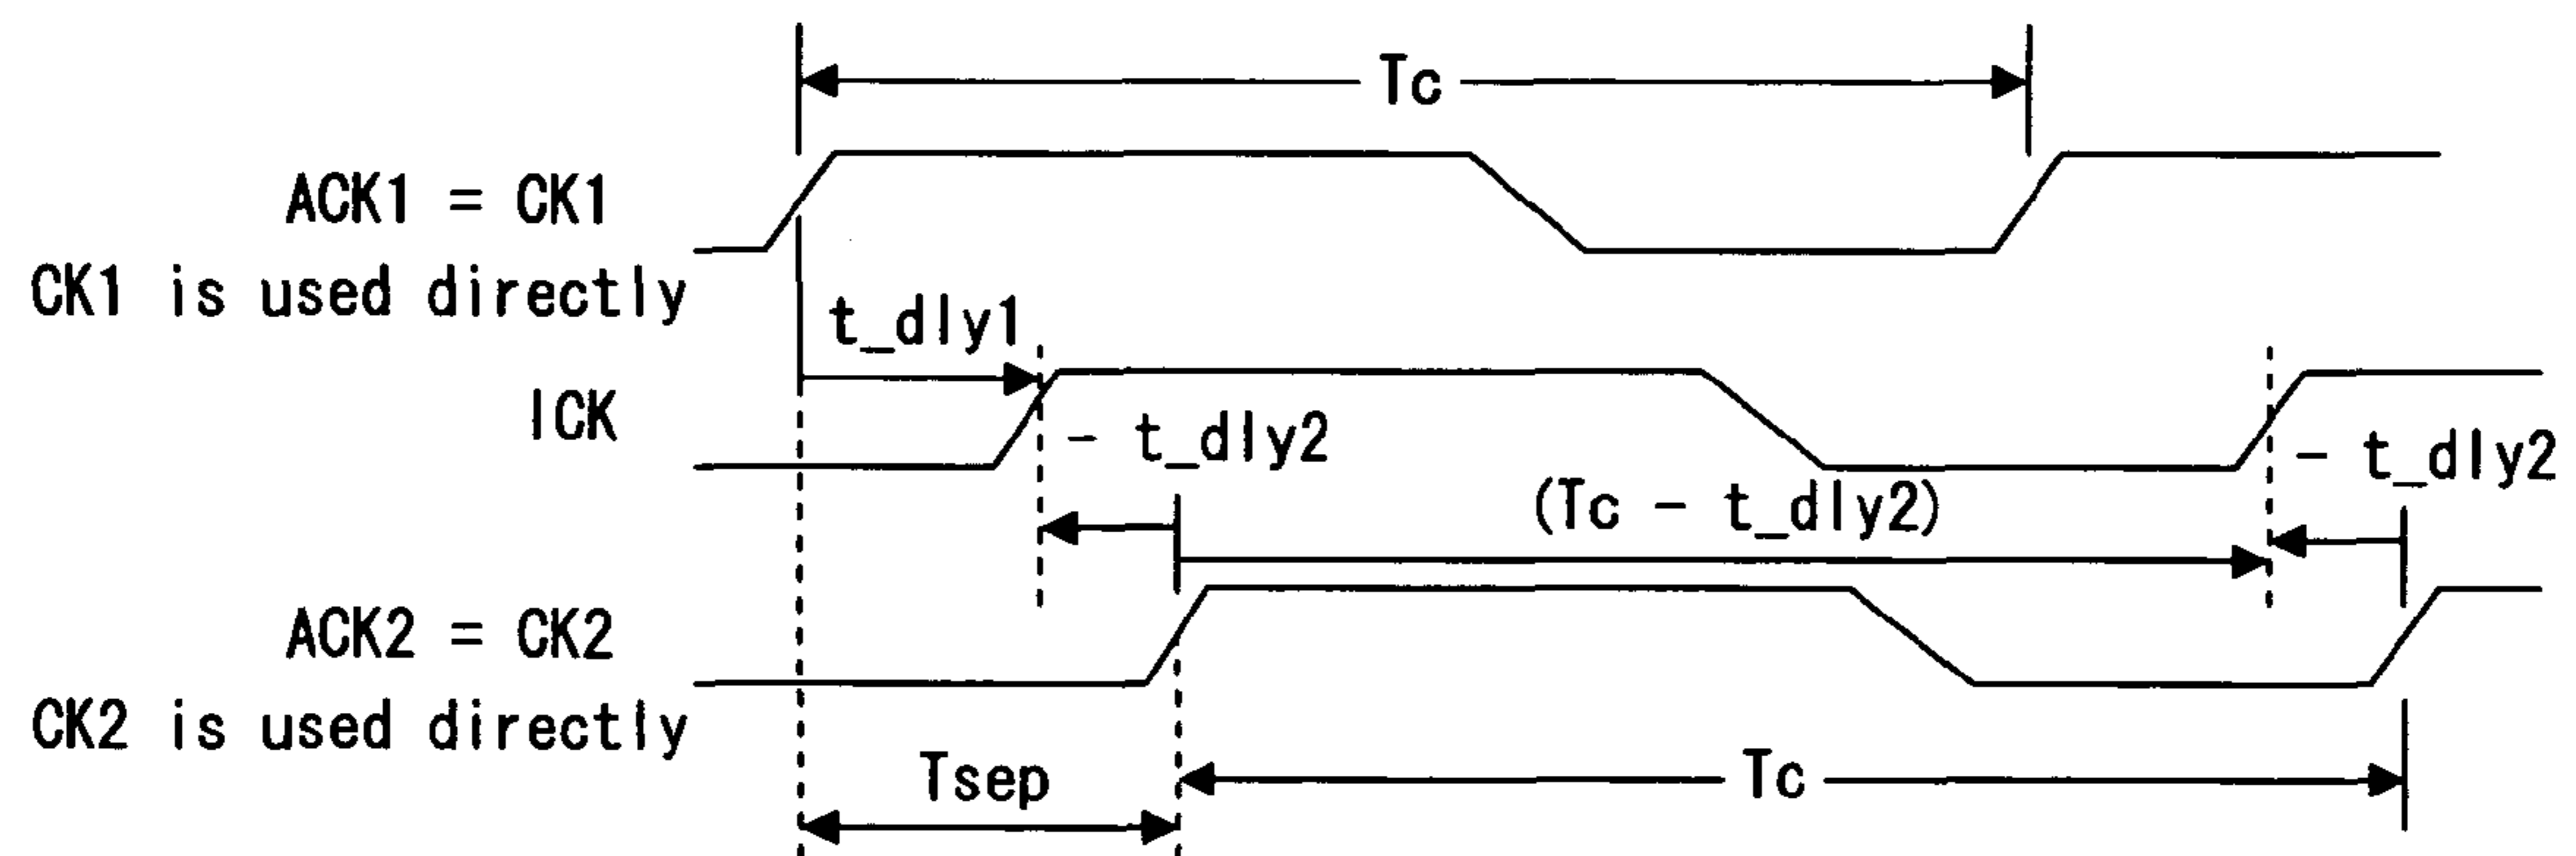 Tc
ACK1 = CK1
CK1 is used directly
t_dly1
ICK
- t_dly2
- t_dly2
(Tc - t_dly2)
ACK2 = CK2
CK2 is used directly
Tsep
Tc